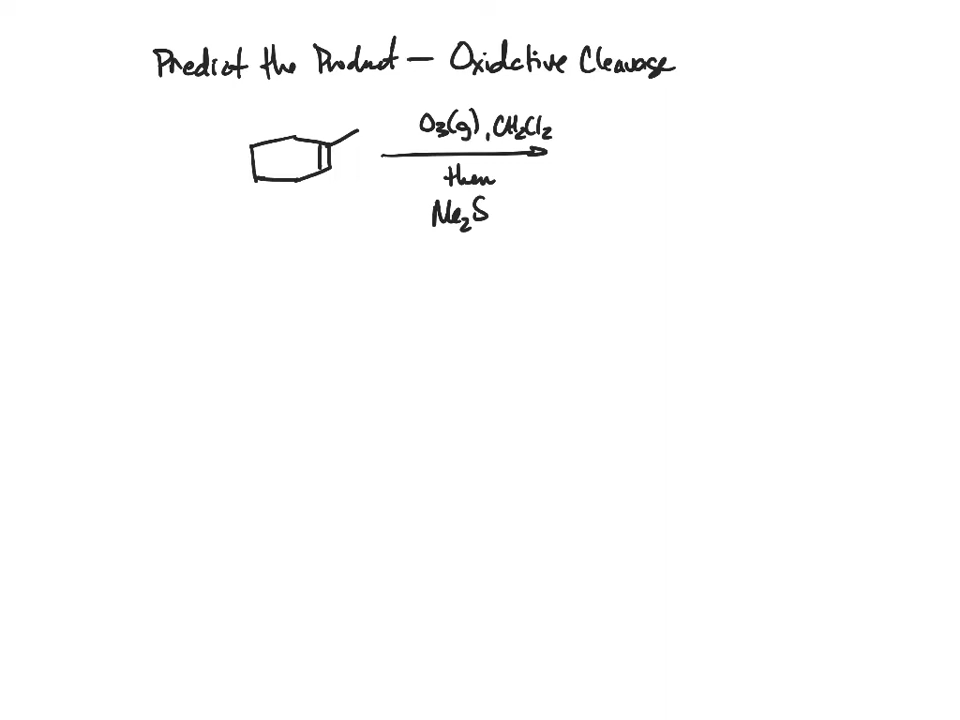 Predict the Product — Oxidative Cleavage
O₃(g), CH₂Cl₂
then
Me₂S